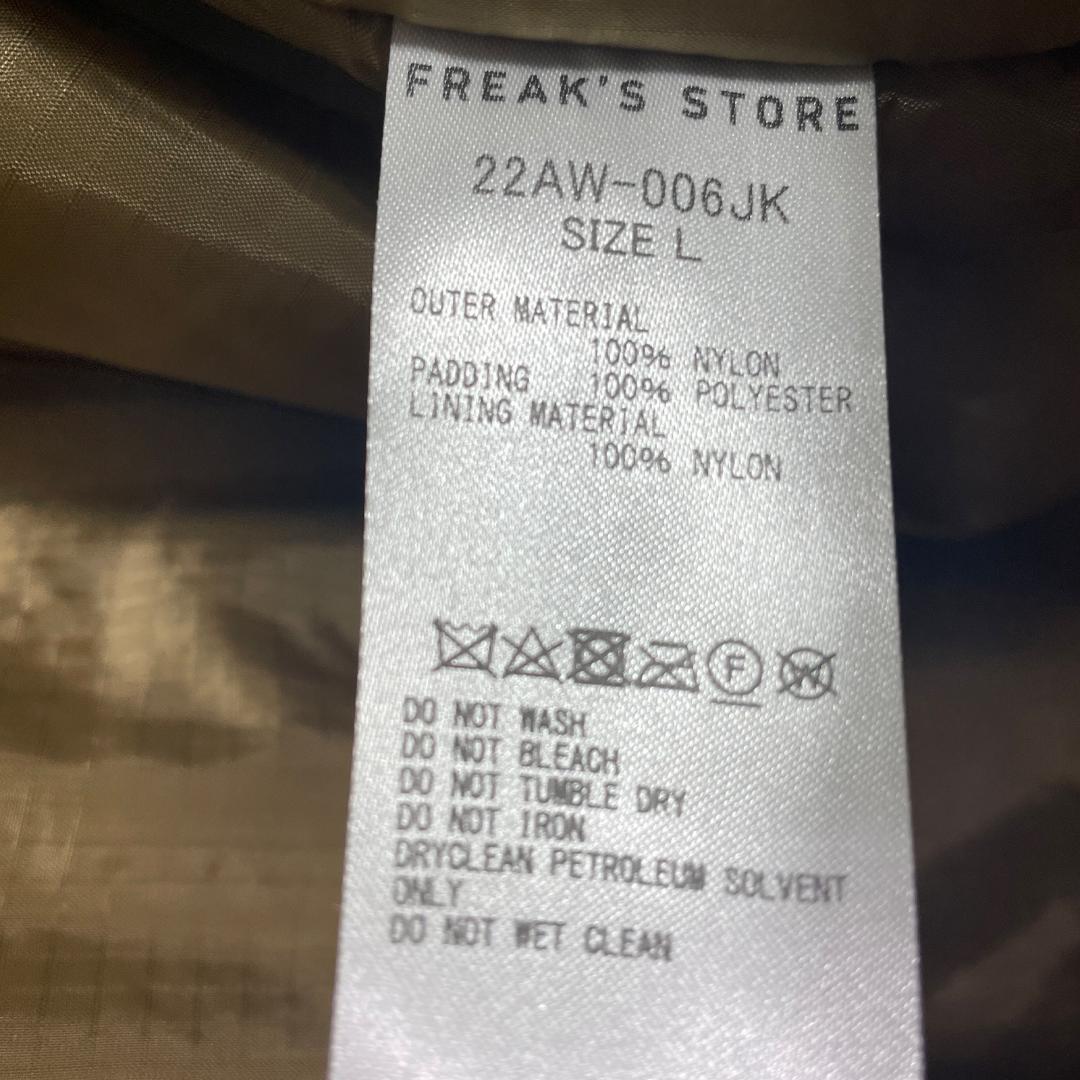 FREAK'S STORE
22AW-006JK
SIZE L
OUTER MATERIAL
100% NYLON
PADDING 100% POLYESTER
LINING MATERIAL
100% NYLON
F
DO NOT WASH
DO NOT BLEACH
DO NOT TUMBLE DRY
DO NOT IRON
DRYCLEAN PETROLEUM SOLVENT
ONLY
DO NOT WET CLEAN